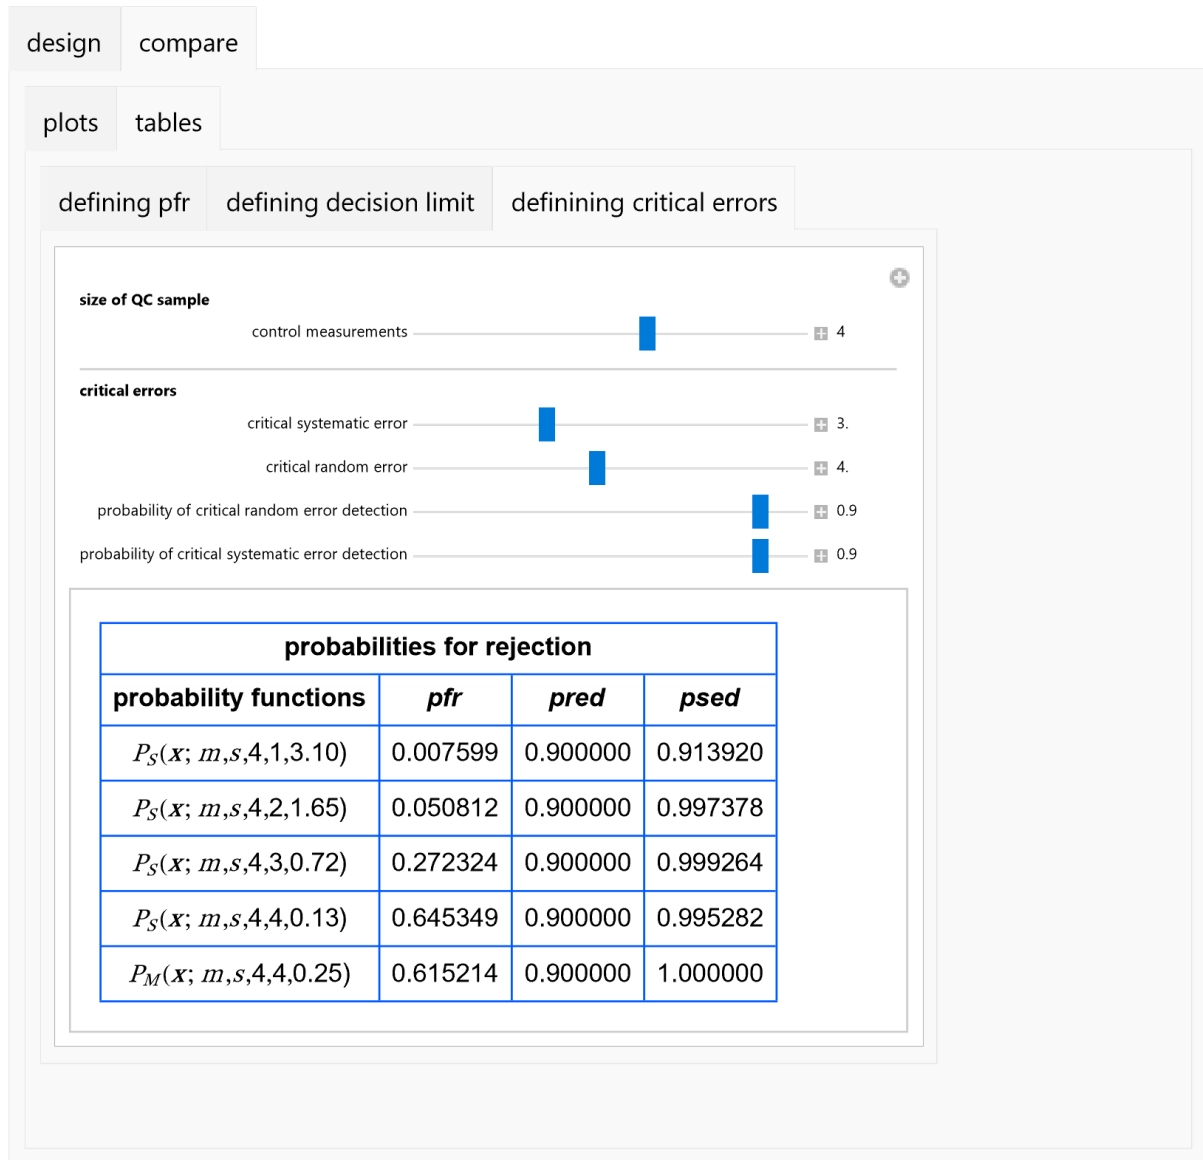 design compare
plots tables
defining pfr defining decision limit definining critical errors
size of QC sample
control measurements 4
critical errors
critical systematic error 3.
critical random error 4.
probability of critical random error detection 0.9
probability of critical systematic error detection 0.9
probabilities for rejection
probability functions pfr pred psed
P_S(x; m,s,4,1,3.10) 0.007599 0.900000 0.913920
P_S(x; m,s,4,2,1.65) 0.050812 0.900000 0.997378
P_S(x; m,s,4,3,0.72) 0.272324 0.900000 0.999264
P_S(x; m,s,4,4,0.13) 0.645349 0.900000 0.995282
P_M(x; m,s,4,4,0.25) 0.615214 0.900000 1.000000